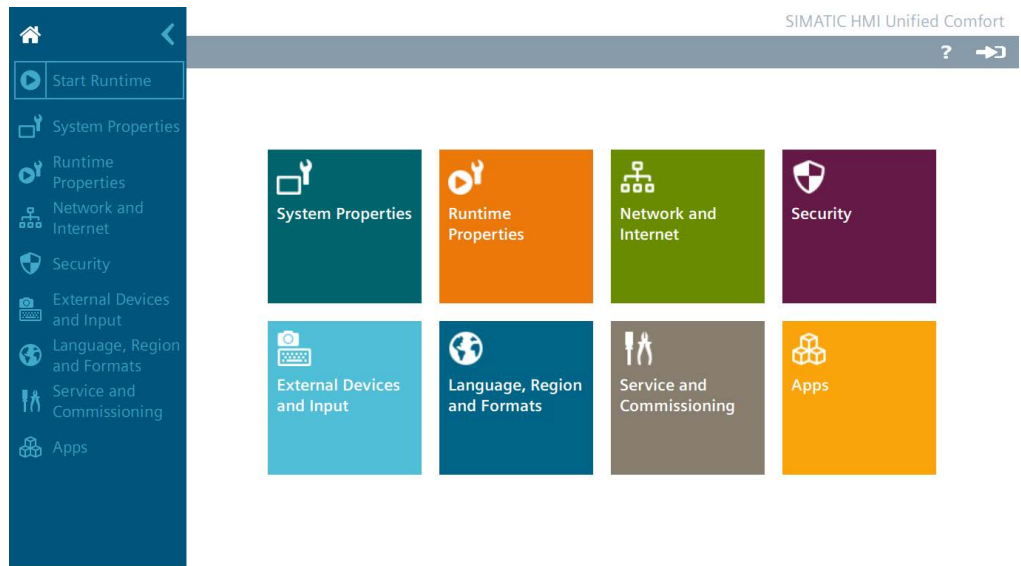 SIMATIC HMI Unified Comfort
?
Start Runtime
System Properties
Runtime
Properties
Network and
Internet
Security
External Devices
and Input
Language, Region
and Formats
Service and
Commissioning
Apps
System Properties
Runtime
Properties
Network and
Internet
Security
External Devices
and Input
Language, Region
and Formats
Service and
Commissioning
Apps